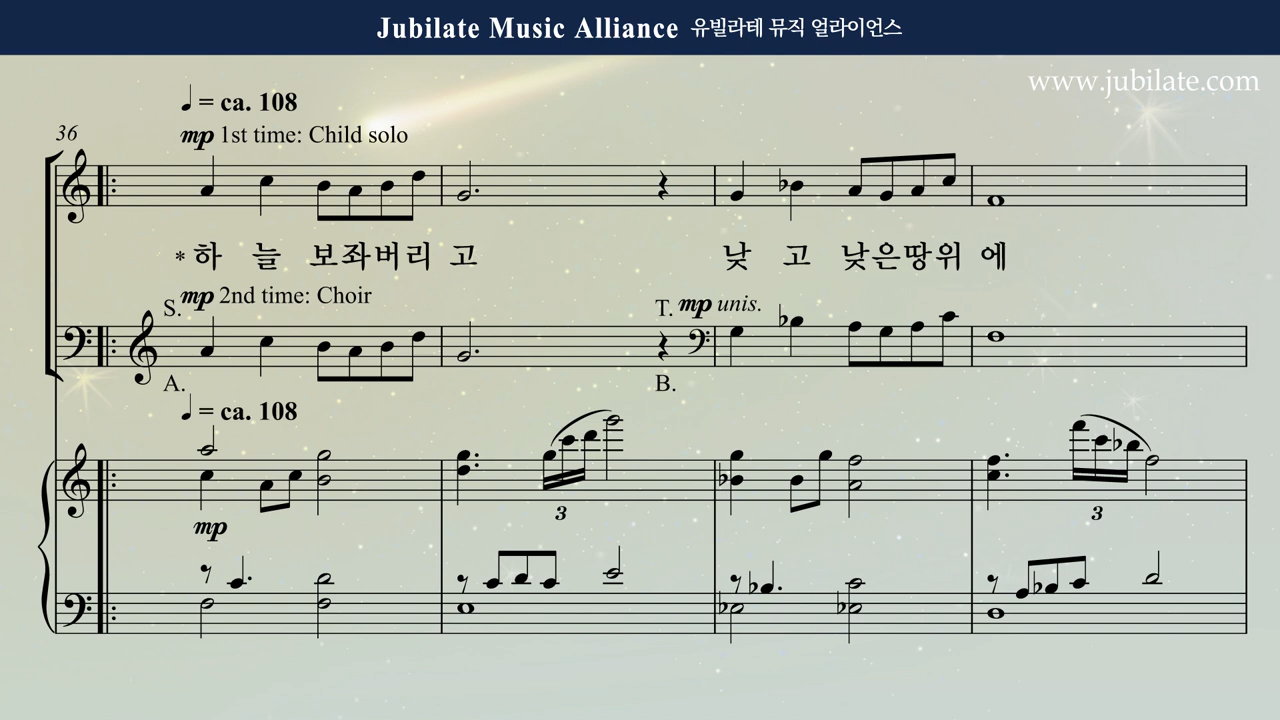 Jubilate Music Alliance 유빌라테 뮤직 얼라이언스
www.jubilate.com
♩ = ca. 108
36
mp 1st time: Child solo
*하 늘 보좌버리 고 낮 고 낮은땅위 에
mp 2nd time: Choir
S. T. mp unis.
A. B.
♩ = ca. 108
3 3
mp